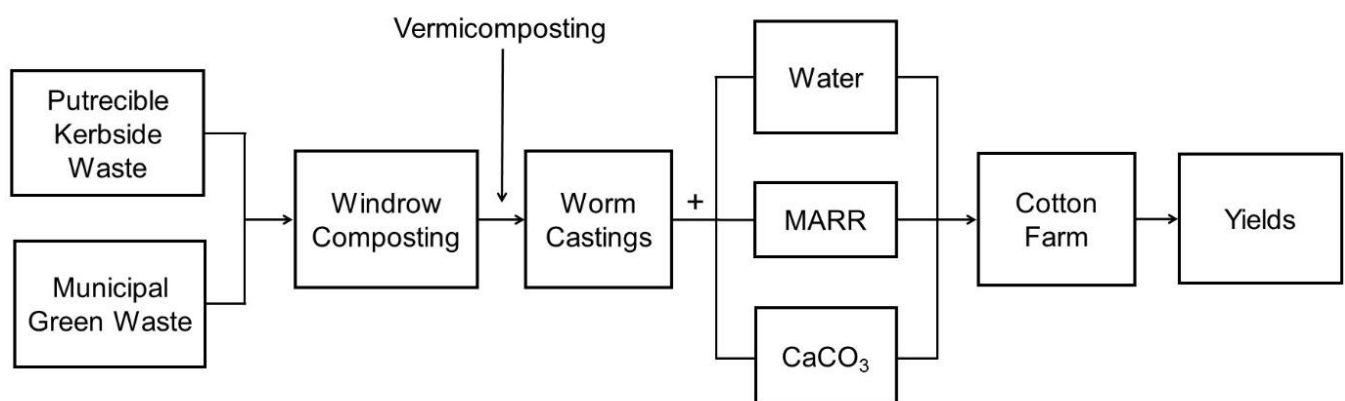 Vermicomposting
Putrecible
Kerbside
Waste
Municipal
Green Waste
Windrow
Composting
Worm
Castings
+
Water
MARR
CaCO₃
Cotton
Farm
Yields